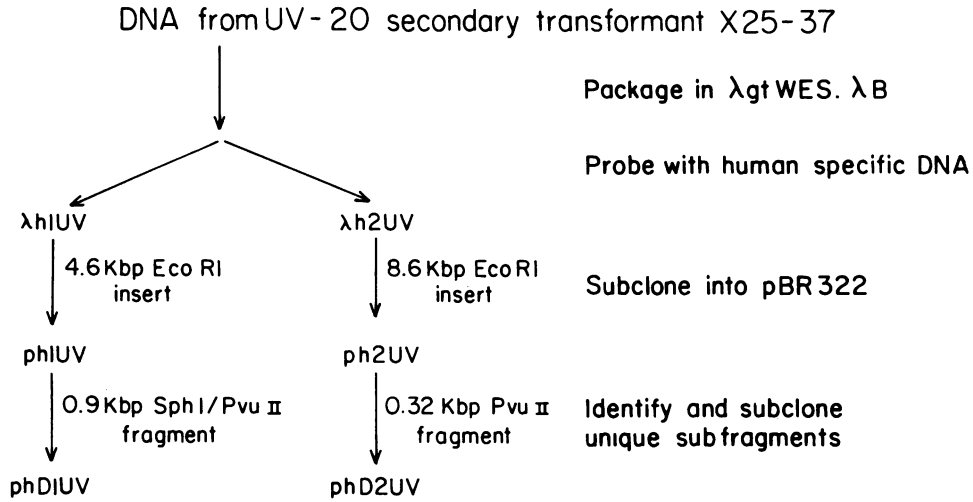 DNA from UV-20 secondary transformant X25-37
Package in λgt WES. λB
Probe with human specific DNA
λh1UV
λh2UV
4.6 Kbp Eco RI
insert
8.6 Kbp Eco RI
insert
Subclone into pBR322
ph1UV
ph2UV
0.9 Kbp Sph I/Pvu II
fragment
0.32 Kbp Pvu II
fragment
Identify and subclone
unique subfragments
phD1UV
phD2UV